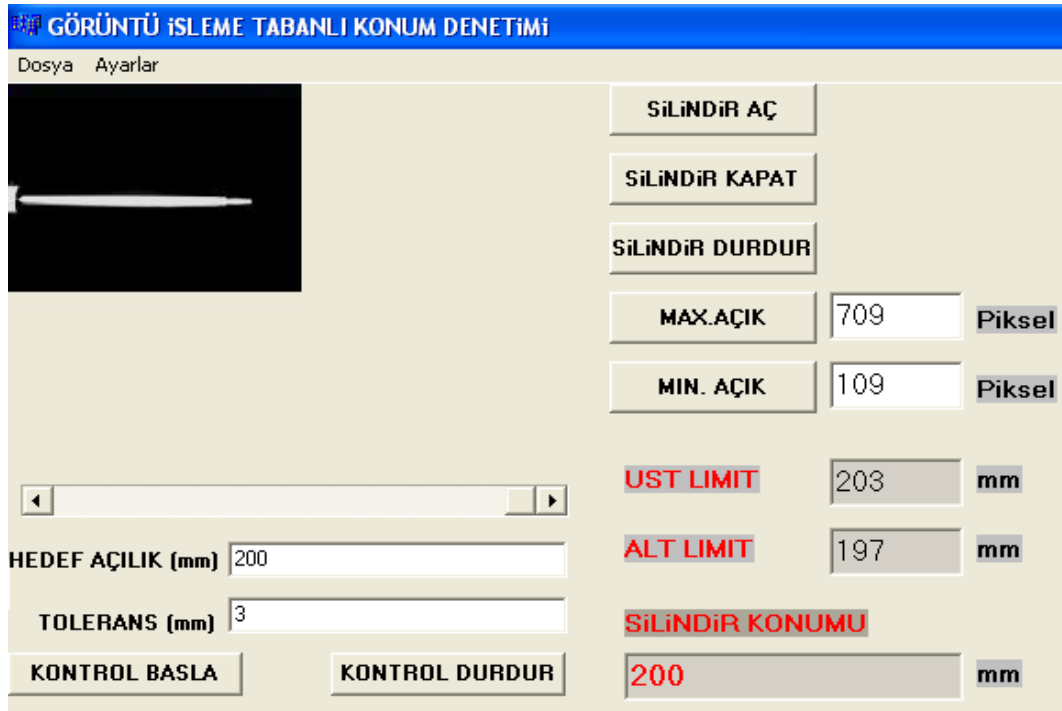 GÖRÜNTÜ iSLEME TABANLI KONUM DENETiMi
Dosya Ayarlar
SiLiNDiR AÇ
SiLiNDiR KAPAT
SiLiNDiR DURDUR
MAX.AÇIK 709 Piksel
MIN. AÇIK 109 Piksel
UST LIMIT 203 mm
ALT LIMIT 197 mm
HEDEF AÇILIK (mm) 200
TOLERANS (mm) 3
SiLiNDiR KONUMU
KONTROL BASLA KONTROL DURDUR
200 mm